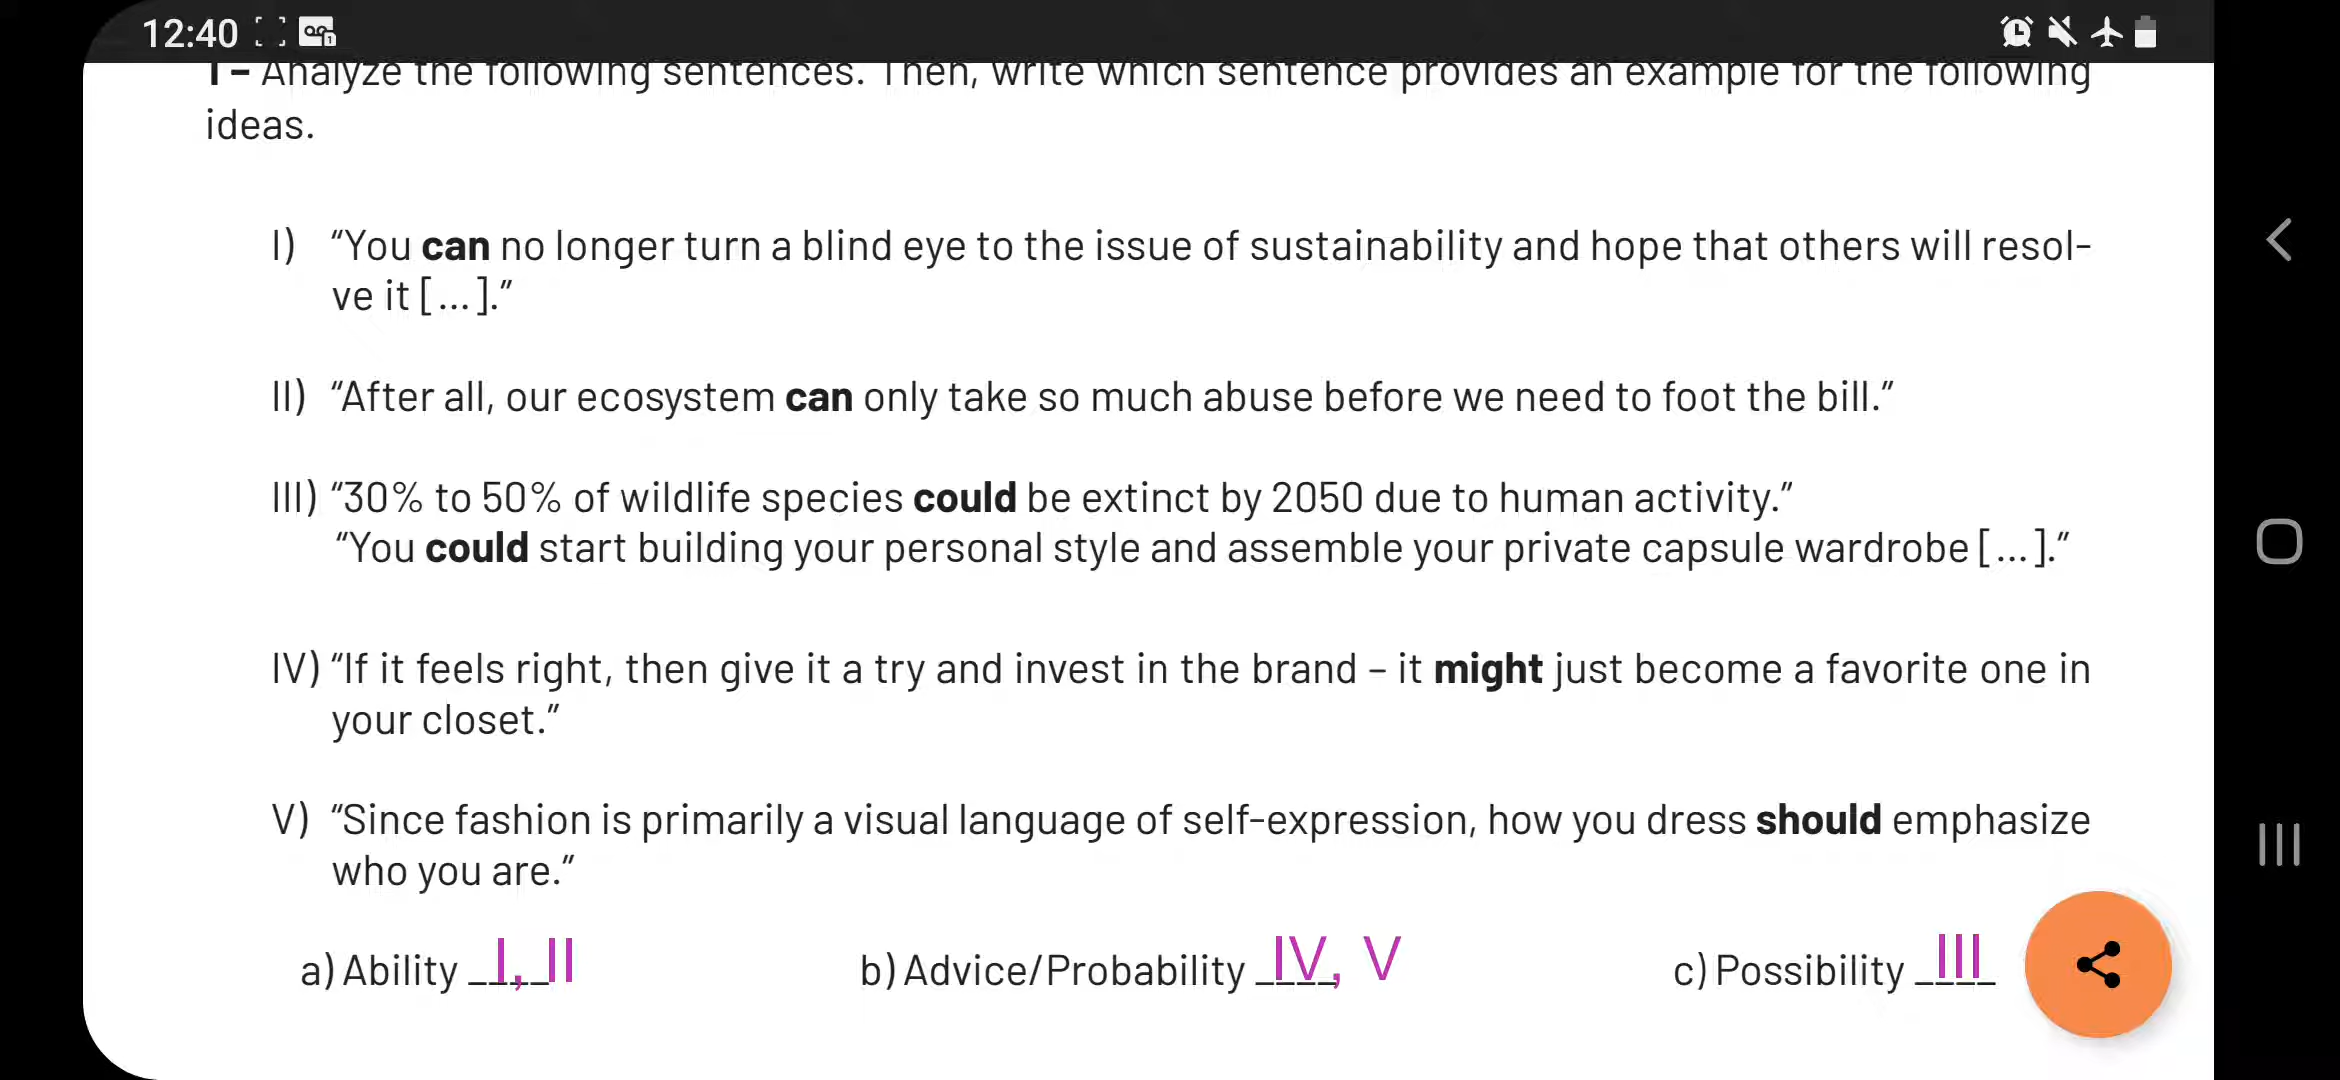 12:40
1 - Analyze the following sentences. Then, write which sentence provides an example for the following
ideas.
I) “You can no longer turn a blind eye to the issue of sustainability and hope that others will resol-
ve it [...].”
II) “After all, our ecosystem can only take so much abuse before we need to foot the bill.”
III) “30% to 50% of wildlife species could be extinct by 2050 due to human activity.”
“You could start building your personal style and assemble your private capsule wardrobe [...].”
IV) “If it feels right, then give it a try and invest in the brand – it might just become a favorite one in
your closet.”
V) “Since fashion is primarily a visual language of self-expression, how you dress should emphasize
who you are.”
a) Ability I, II b) Advice/Probability IV, V c) Possibility III